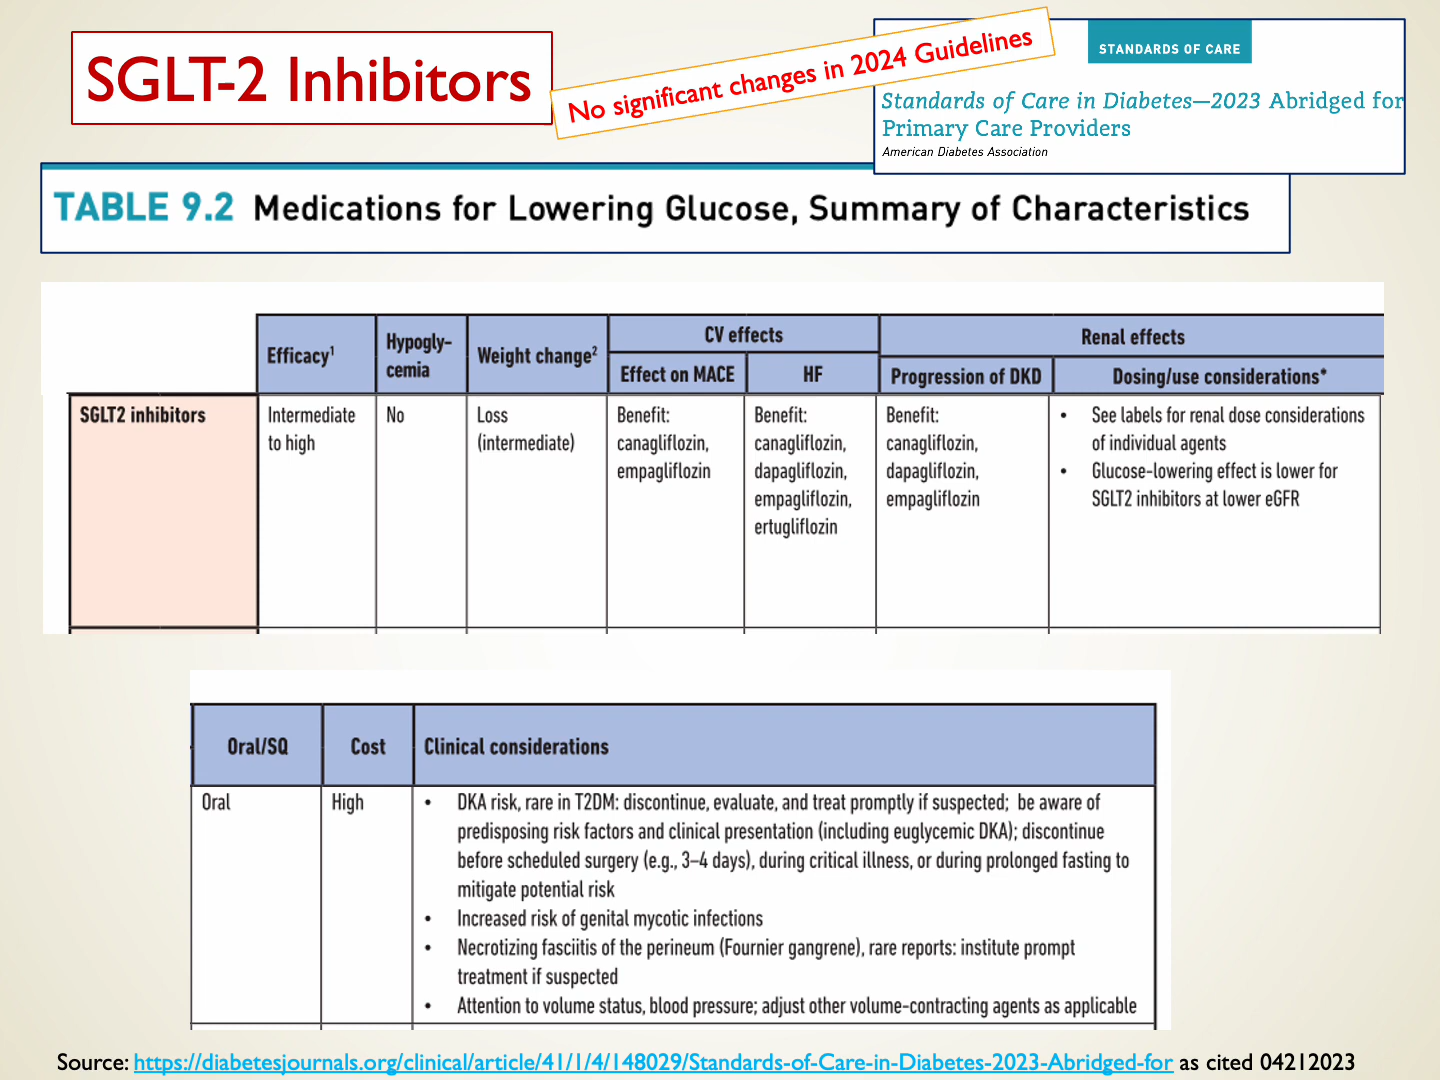 SGLT-2 Inhibitors
No significant changes in 2024 Guidelines
STANDARDS OF CARE
Standards of Care in Diabetes—2023 Abridged for
Primary Care Providers
American Diabetes Association
TABLE 9.2 Medications for Lowering Glucose, Summary of Characteristics
Efficacy¹
Hypogly-
cemia
Weight change²
CV effects
Effect on MACE
HF
Renal effects
Progression of DKD
Dosing/use considerations*
SGLT2 inhibitors
Intermediate
to high
No
Loss
(intermediate)
Benefit:
canagliflozin,
empagliflozin
Benefit:
canagliflozin,
dapagliflozin,
empagliflozin,
ertugliflozin
Benefit:
canagliflozin,
dapagliflozin,
empagliflozin
• See labels for renal dose considerations
of individual agents
• Glucose-lowering effect is lower for
SGLT2 inhibitors at lower eGFR
Oral/SQ
Cost
Clinical considerations
Oral
High
• DKA risk, rare in T2DM: discontinue, evaluate, and treat promptly if suspected; be aware of
predisposing risk factors and clinical presentation (including euglycemic DKA); discontinue
before scheduled surgery (e.g., 3–4 days), during critical illness, or during prolonged fasting to
mitigate potential risk
• Increased risk of genital mycotic infections
• Necrotizing fasciitis of the perineum (Fournier gangrene), rare reports: institute prompt
treatment if suspected
• Attention to volume status, blood pressure; adjust other volume-contracting agents as applicable
Source: https://diabetesjournals.org/clinical/article/41/1/4/148029/Standards-of-Care-in-Diabetes-2023-Abridged-for as cited 04212023